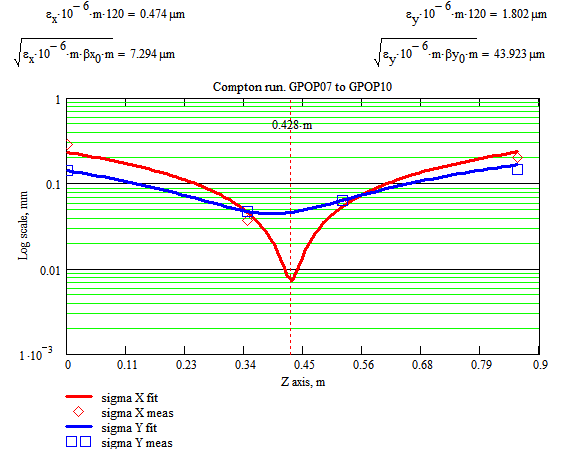 εx·10⁻⁶·m·120 = 0.474 μm
εy·10⁻⁶·m·120 = 1.802 μm
√εx·10⁻⁶·m·βx₀·m = 7.294 μm
√εy·10⁻⁶·m·βy₀·m = 43.923 μm
Compton run. GPOP07 to GPOP10
1
0.428·m
0.1
0.01
1·10⁻³
Log scale, mm
0 0.11 0.23 0.34 0.45 0.56 0.68 0.79 0.9
Z axis, m
sigma X fit
sigma X meas
sigma Y fit
sigma Y meas